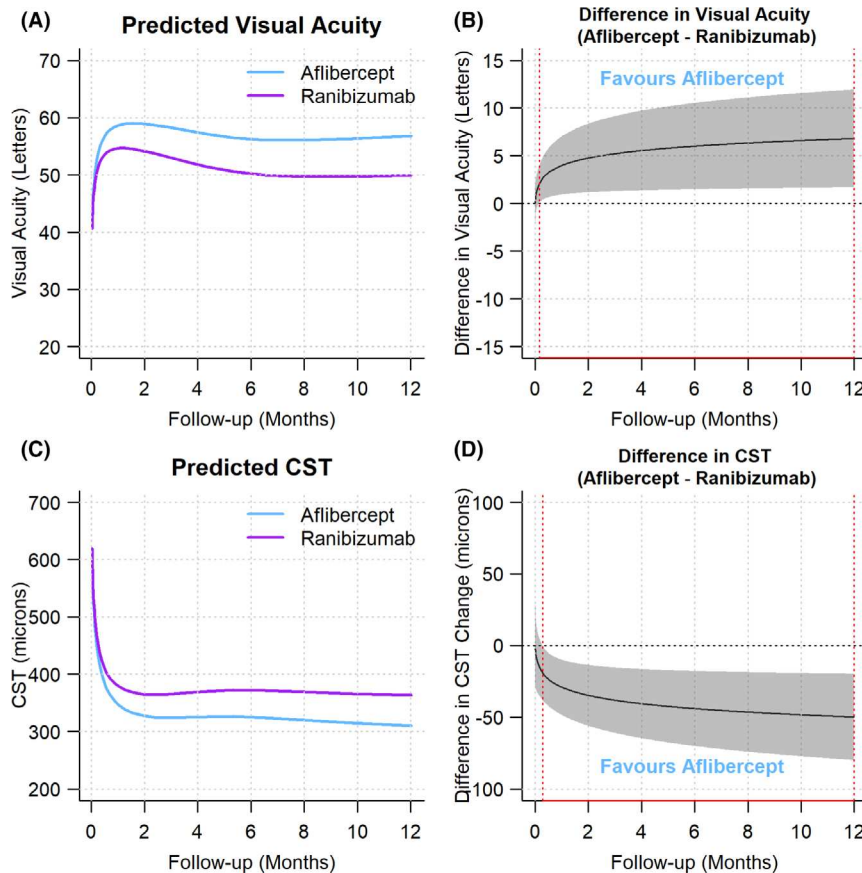 (A)
Predicted Visual Acuity
Visual Acuity (Letters)
70
60
50
40
30
20
Aflibercept
Ranibizumab
0 2 4 6 8 10 12
Follow-up (Months)
(B)
Difference in Visual Acuity
(Aflibercept - Ranibizumab)
Difference in Visual Acuity (Letters)
15
10
5
0
-5
-10
-15
Favours Aflibercept
0 2 4 6 8 10 12
Follow-up (Months)
(C)
Predicted CST
CST (microns)
700
600
500
400
300
200
Aflibercept
Ranibizumab
0 2 4 6 8 10 12
Follow-up (Months)
(D)
Difference in CST
(Aflibercept - Ranibizumab)
Difference in CST Change (microns)
100
50
0
-50
-100
Favours Aflibercept
0 2 4 6 8 10 12
Follow-up (Months)